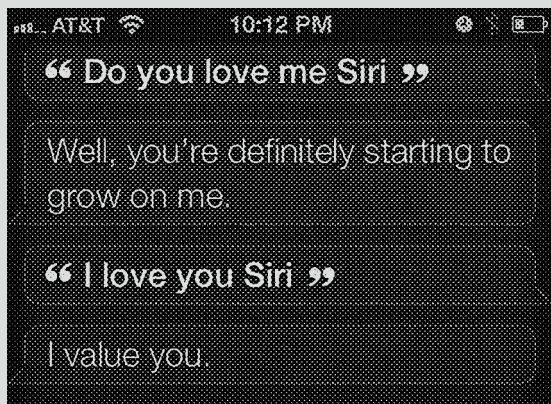 AT&T 10:12 PM
“ Do you love me Siri ”
Well, you're definitely starting to
grow on me.
“ I love you Siri ”
I value you.